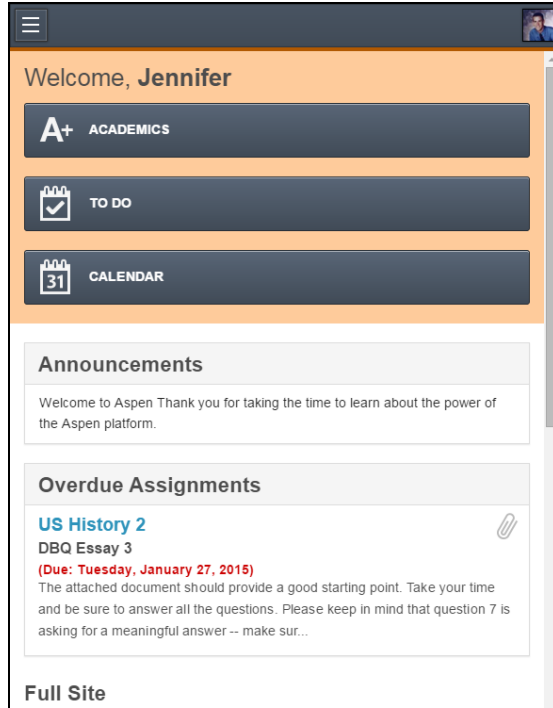 Welcome, Jennifer
A+ ACADEMICS
TO DO
31 CALENDAR
Announcements
Welcome to Aspen Thank you for taking the time to learn about the power of
the Aspen platform.
Overdue Assignments
US History 2
DBQ Essay 3
(Due: Tuesday, January 27, 2015)
The attached document should provide a good starting point. Take your time
and be sure to answer all the questions. Please keep in mind that question 7 is
asking for a meaningful answer -- make sur...
Full Site